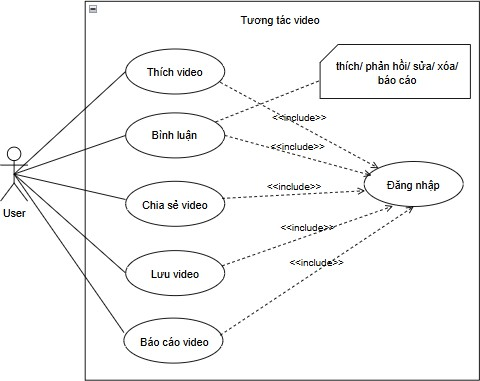 Tương tác video
Thích video
thích/ phản hồi/ sửa/ xóa/
báo cáo
<<include>>
Bình luận
<<include>>
Đăng nhập
<<include>>
Chia sẻ video
User
<<include>>
Lưu video
<<include>>
Báo cáo video